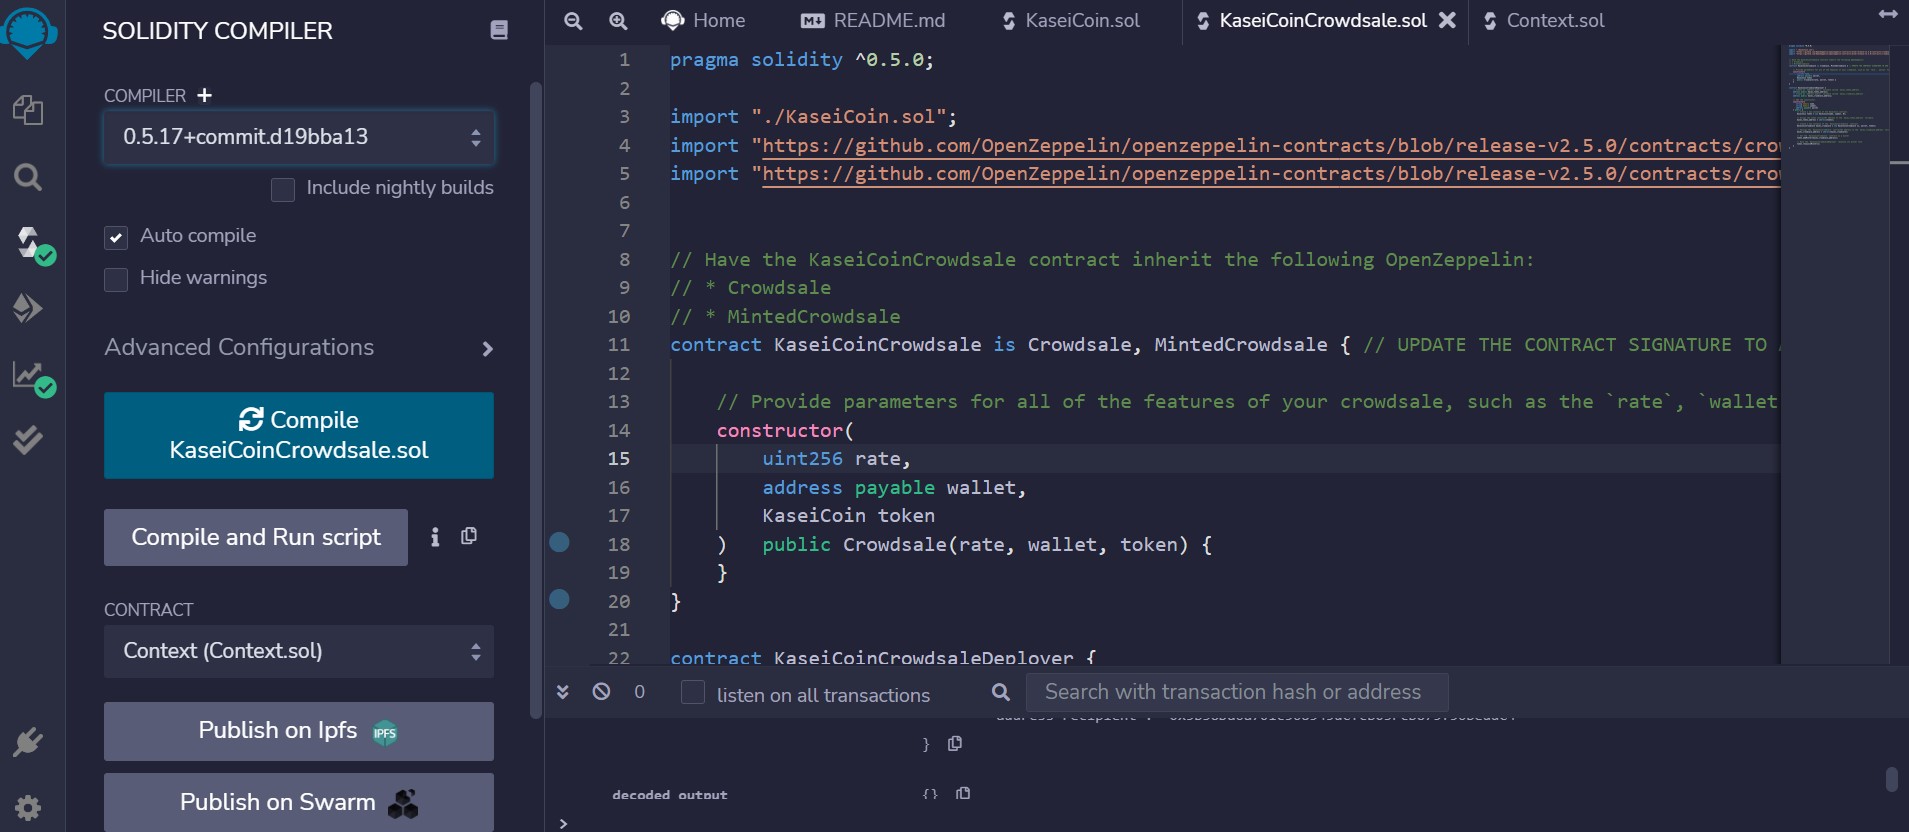 SOLIDITY COMPILER
COMPILER +
0.5.17+commit.d19bba13
Include nightly builds
Auto compile
Hide warnings
Advanced Configurations
Compile
KaseiCoinCrowdsale.sol
Compile and Run script
CONTRACT
Context (Context.sol)
Publish on Ipfs IPFS
Publish on Swarm
Home README.md KaseiCoin.sol KaseiCoinCrowdsale.sol Context.sol
1 pragma solidity ^0.5.0;
2
3 import "./KaseiCoin.sol";
4 import "https://github.com/OpenZeppelin/openzeppelin-contracts/blob/release-v2.5.0/contracts/crow
5 import "https://github.com/OpenZeppelin/openzeppelin-contracts/blob/release-v2.5.0/contracts/crow
6
7
8 // Have the KaseiCoinCrowdsale contract inherit the following OpenZeppelin:
9 // * Crowdsale
10 // * MintedCrowdsale
11 contract KaseiCoinCrowdsale is Crowdsale, MintedCrowdsale { // UPDATE THE CONTRACT SIGNATURE TO
12
13 // Provide parameters for all of the features of your crowdsale, such as the `rate`, `wallet
14 constructor(
15 uint256 rate,
16 address payable wallet,
17 KaseiCoin token
18 ) public Crowdsale(rate, wallet, token) {
19 }
20 }
21
22 contract KaseiCoinCrowdsaleDeployer {
0 listen on all transactions Search with transaction hash or address
}
decoded output {}
>